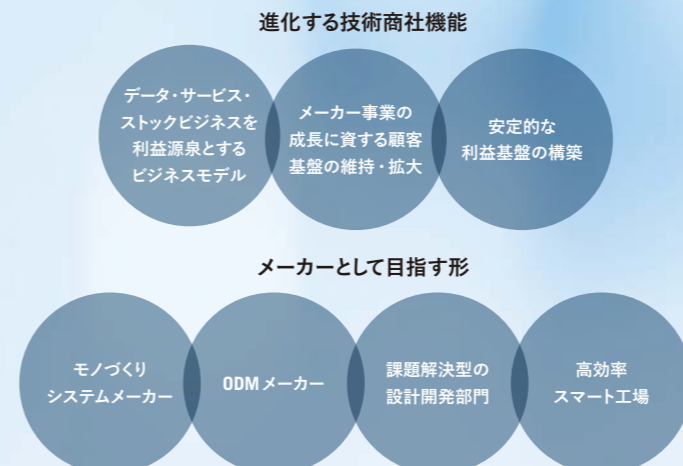 進化する技術商社機能
データ・サービス・
ストックビジネスを
利益源泉とする
ビジネスモデル
メーカー事業の
成長に資する顧客
基盤の維持・拡大
安定的な
利益基盤の構築
メーカーとして目指す形
モノづくり
システムメーカー
ODMメーカー
課題解決型の
設計開発部門
高効率
スマート工場